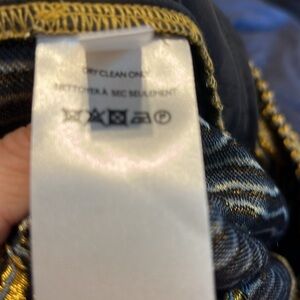 DRY CLEAN ONLY
NETTOYER À SEC SEULEMENT